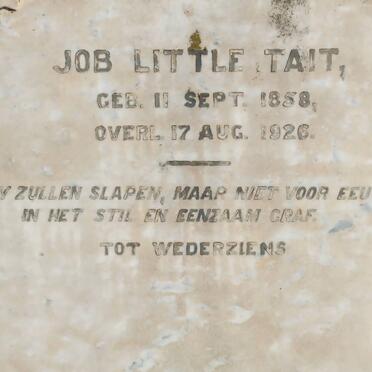 JOB LITTLE TAIT,
GEB. 11 SEPT. 1858,
OVERL. 17 AUG. 1926.
Y ZULLEN SLAPEN, MAAR NIET VOOR EEU
IN HET STIL EN EENZAAM GRAF.
TOT WEDERZIENS